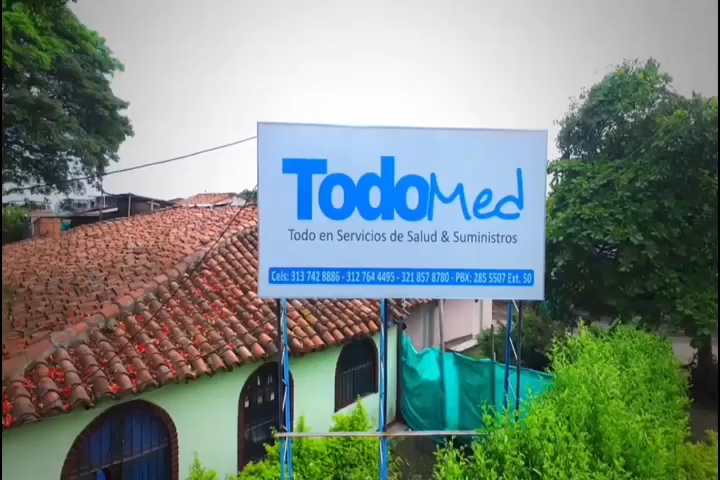 TodoMed
Todo en Servicios de Salud & Suministros
Cels: 313 742 8886 - 312 764 4495 - 321 857 8780 - PBX: 285 5507 Ext. 50